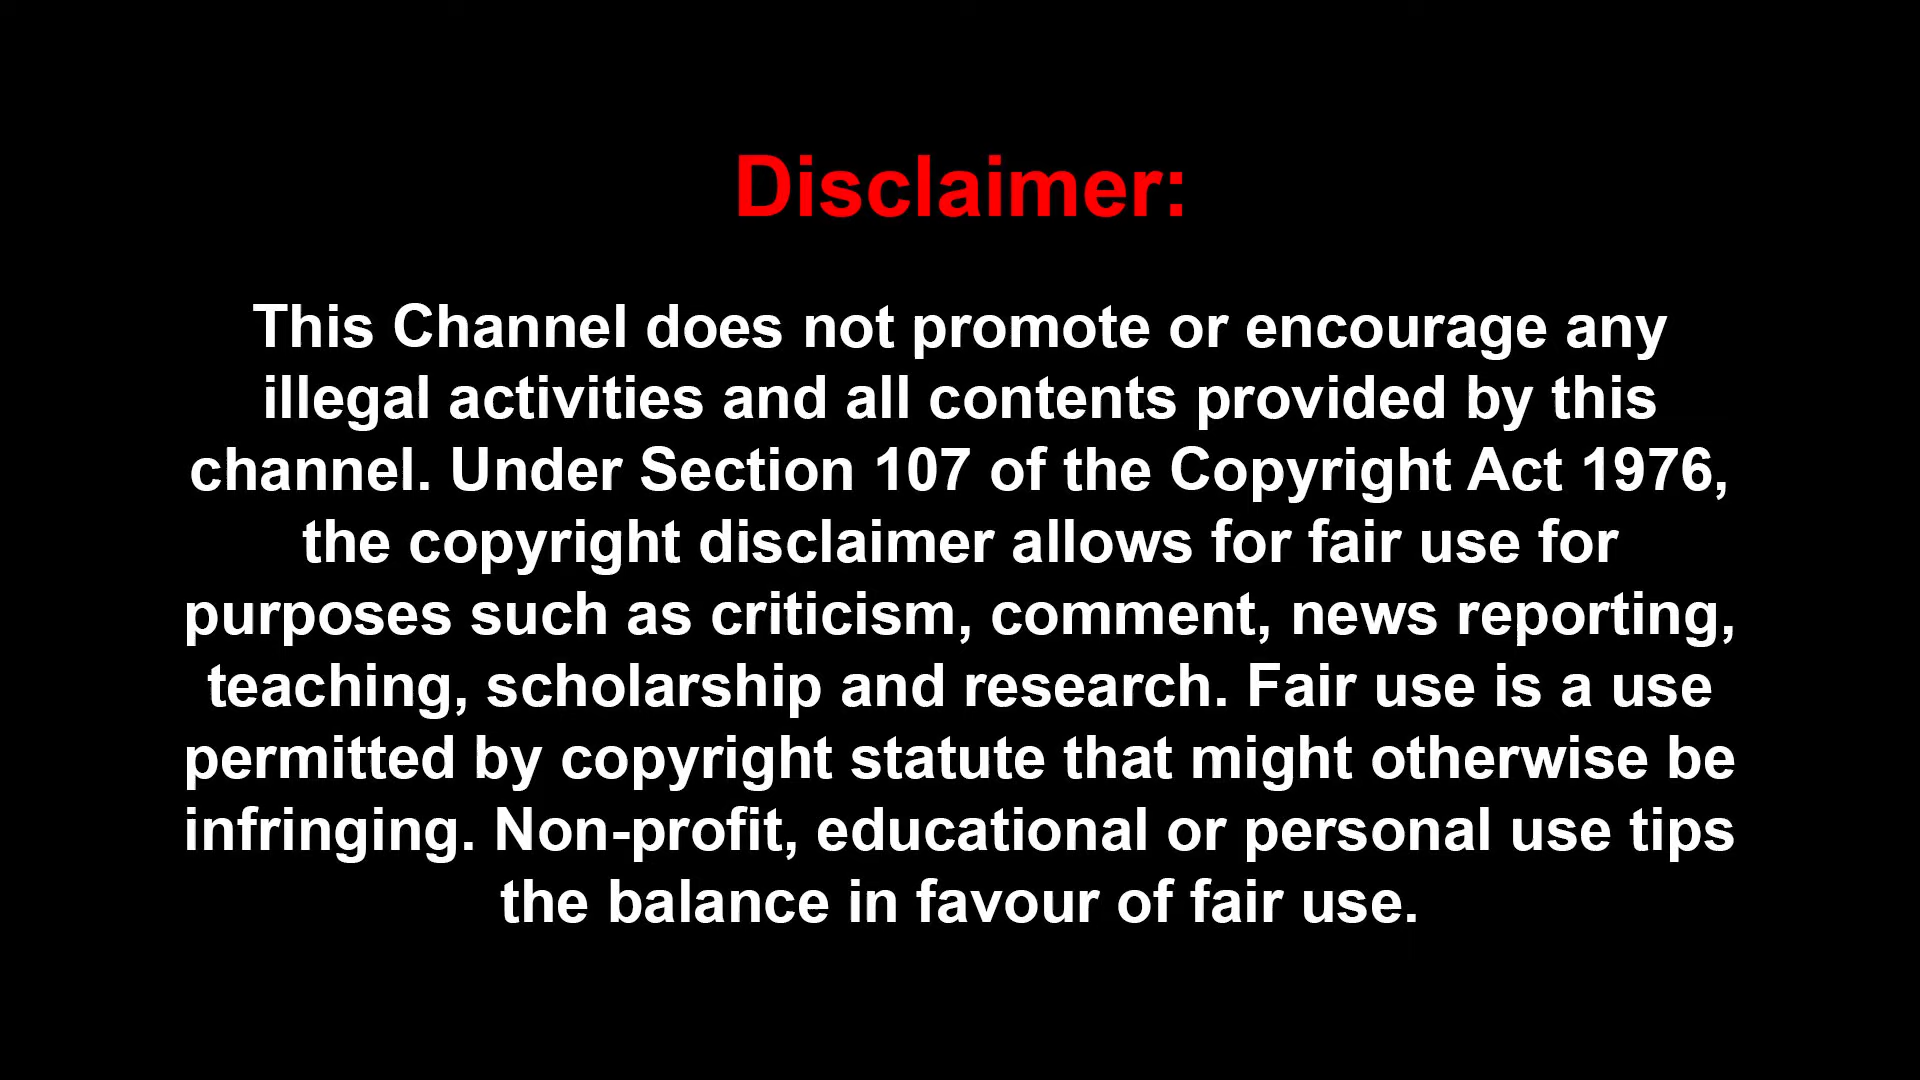 Disclaimer:
This Channel does not promote or encourage any
illegal activities and all contents provided by this
channel. Under Section 107 of the Copyright Act 1976,
the copyright disclaimer allows for fair use for
purposes such as criticism, comment, news reporting,
teaching, scholarship and research. Fair use is a use
permitted by copyright statute that might otherwise be
infringing. Non-profit, educational or personal use tips
the balance in favour of fair use.